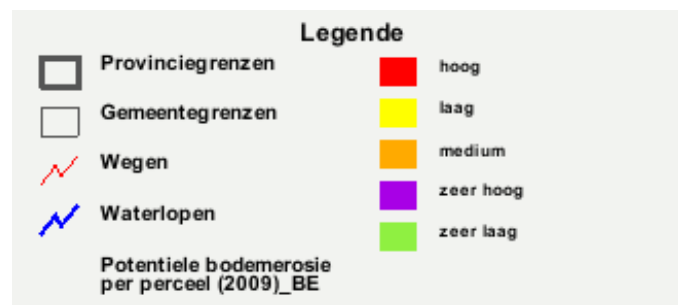 Legende
Provinciegrenzen
Gemeentegrenzen
Wegen
Waterlopen
Potentiele bodemerosie
per perceel (2009)_BE
hoog
laag
medium
zeer hoog
zeer laag